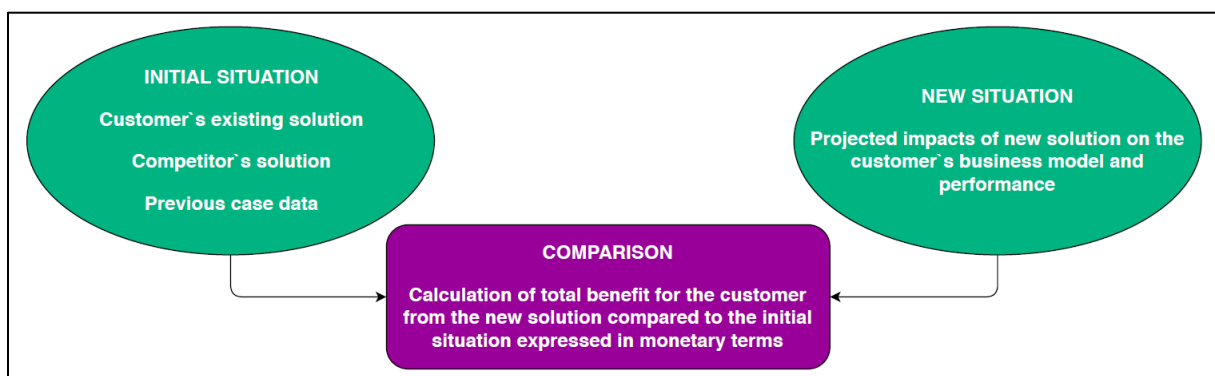 INITIAL SITUATION
Customer`s existing solution
Competitor`s solution
Previous case data
NEW SITUATION
Projected impacts of new solution on the
customer`s business model and
performance
COMPARISON
Calculation of total benefit for the customer
from the new solution compared to the initial
situation expressed in monetary terms